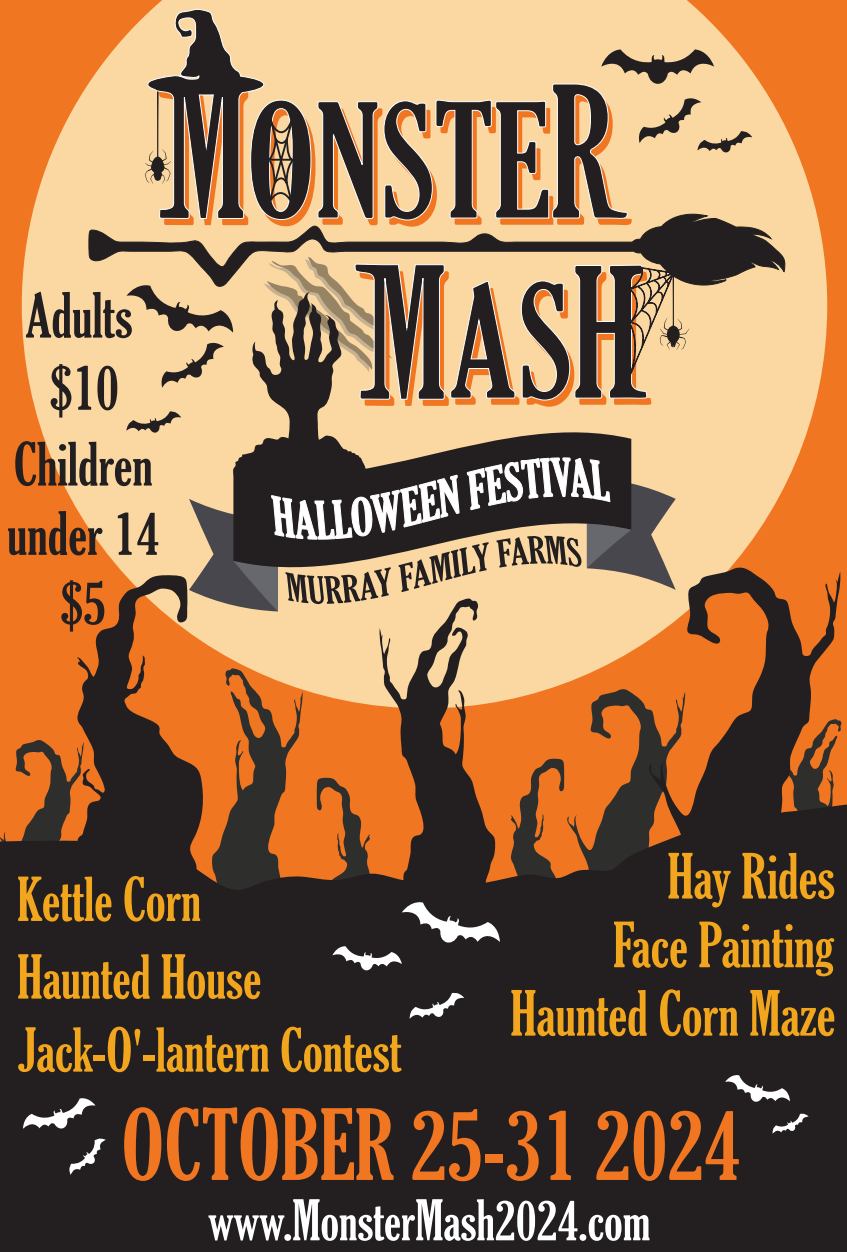 MONSTER
MASH
Adults
$10
Children
under 14
$5
HALLOWEEN FESTIVAL
MURRAY FAMILY FARMS
Kettle Corn
Haunted House
Jack-O'-lantern Contest
Hay Rides
Face Painting
Haunted Corn Maze
OCTOBER 25-31 2024
www.MonsterMash2024.com